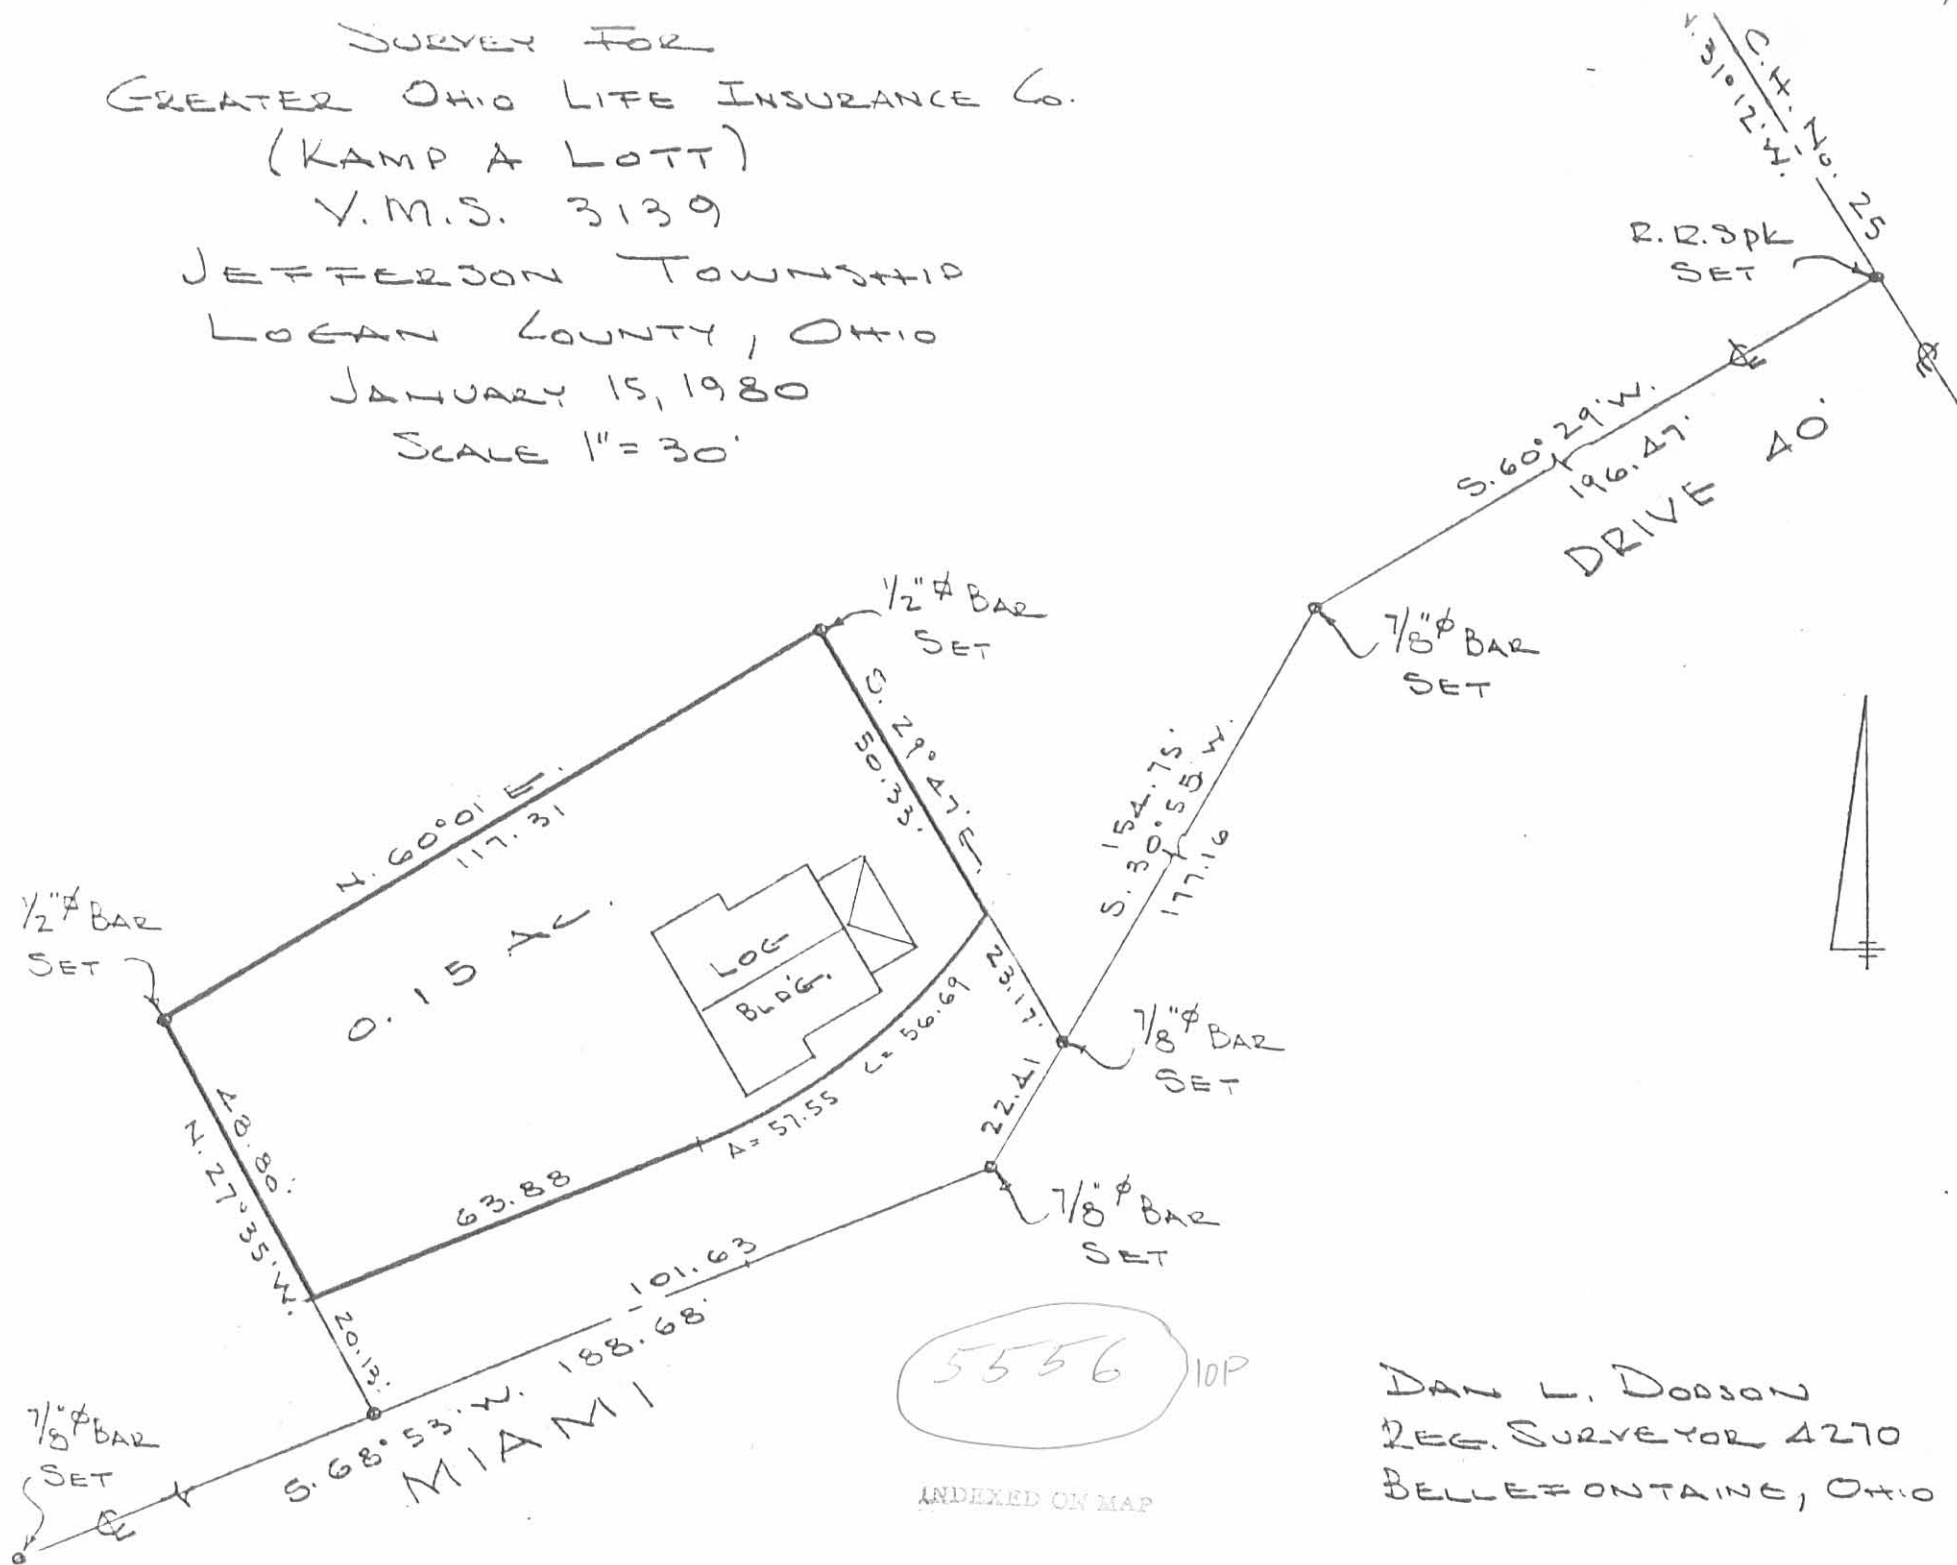 SURVEY FOR
GREATER OHIO LIFE INSURANCE CO.
(KAMP A LOTT)
V.M.S. 3139
JEFFERSON TOWNSHIP
LOGAN COUNTY, OHIO
JANUARY 15, 1980
SCALE 1"= 30'
C.H. No. 25
N. 31° 12' W.
R.R. Spk
SET
S. 60° 29' W.
196.47'
DRIVE 40'
7/8"ϕ BAR
SET
1/2"ϕ BAR
SET
S. 29° 47' E.
50.33'
N. 60° 01' E.
117.31
154.75'
S. 30° 55' W.
177.16
1/2"ϕ BAR
SET
0.15 AC.
LOG
BLDG.
23.17'
C= 56.69
A= 57.55
7/8"ϕ BAR
SET
22.41
48.80'
N. 27° 35' W.
63.88
7/8"ϕ BAR
SET
20.13'
101.63
S. 68° 53' W. 188.68'
MIAMI
7/8"ϕ BAR
SET
5556
10P
INDEXED ON MAP
DAN L. DODSON
REG. SURVEYOR 4270
BELLEFONTAINE, OHIO